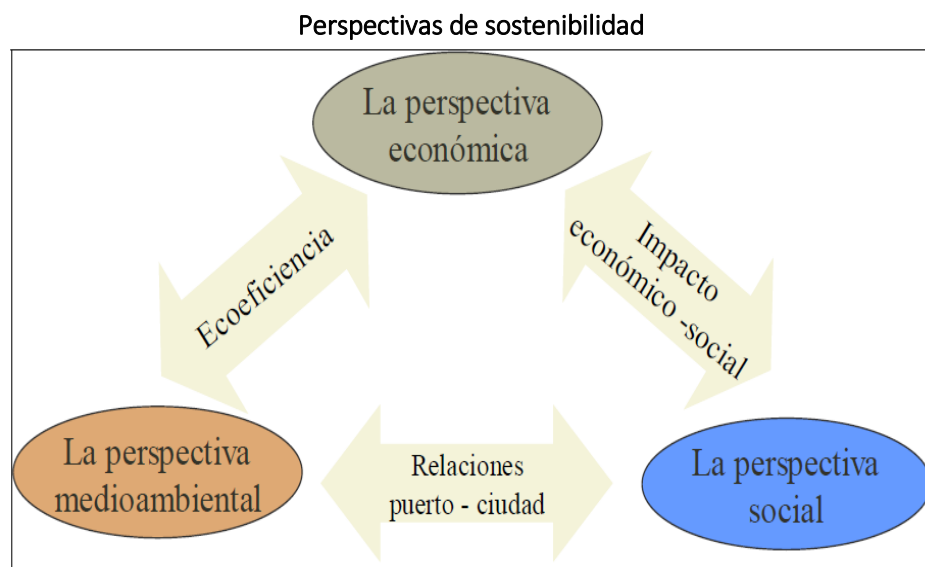 Perspectivas de sostenibilidad
La perspectiva
económica
Ecoeficiencia
Impacto
económico -social
La perspectiva
medioambiental
Relaciones
puerto - ciudad
La perspectiva
social